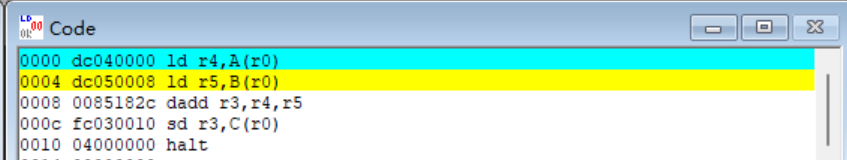 Code
0000 dc040000 ld r4,A(r0)
0004 dc050008 ld r5,B(r0)
0008 0085182c dadd r3,r4,r5
000c fc030010 sd r3,C(r0)
0010 04000000 halt